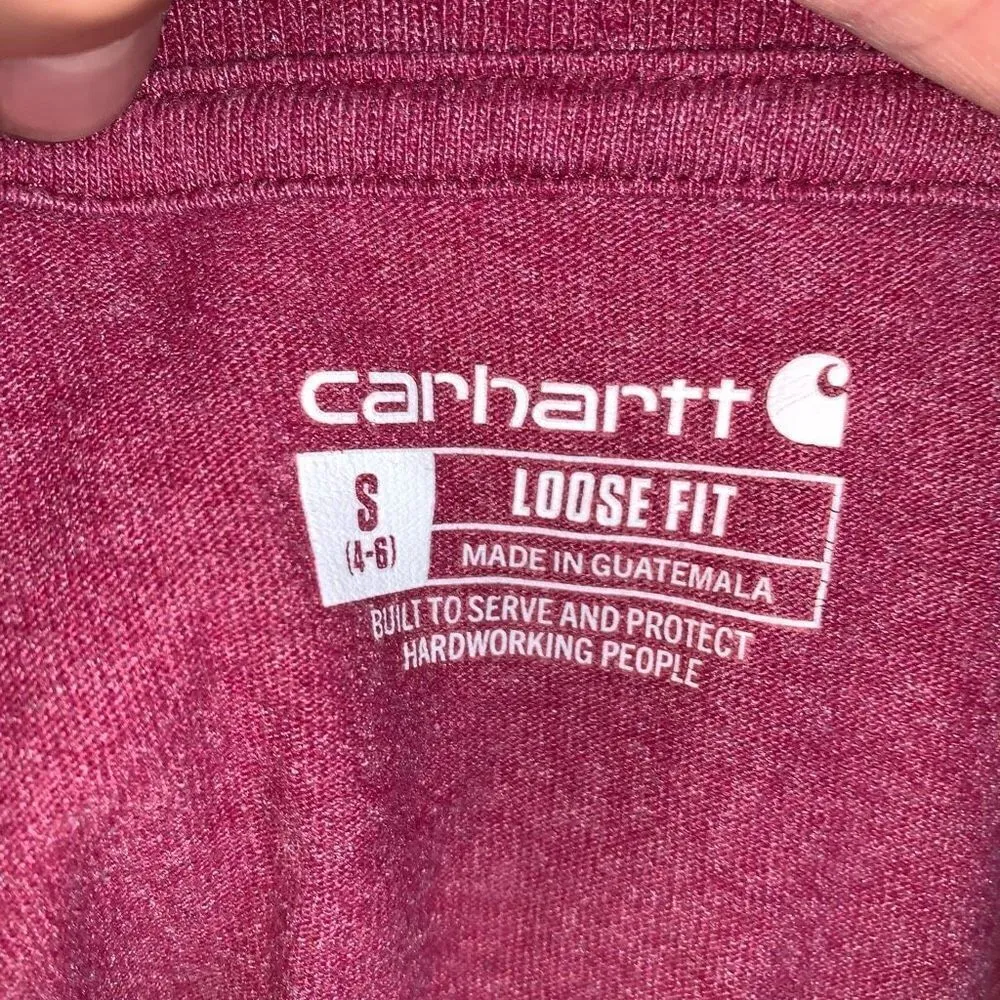 carhartt
S
(4-6)
LOOSE FIT
MADE IN GUATEMALA
BUILT TO SERVE AND PROTECT
HARDWORKING PEOPLE